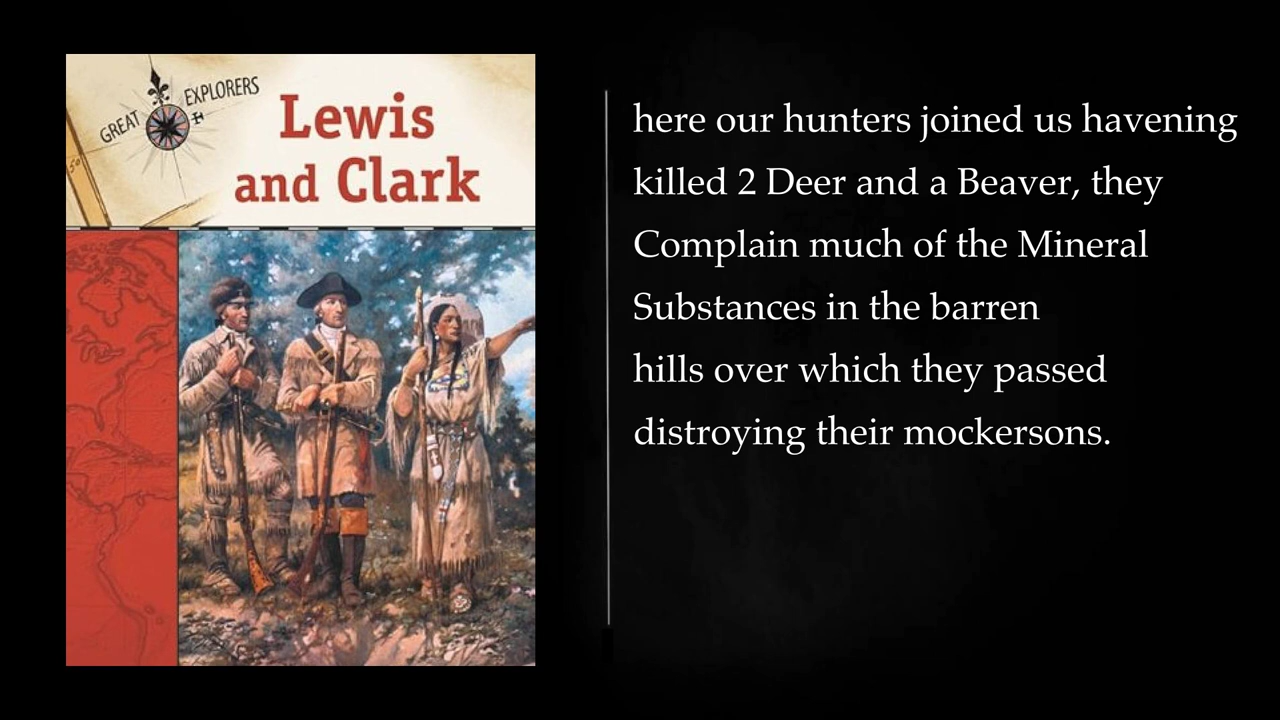 GREAT EXPLORERS
Lewis
and Clark
50
here our hunters joined us havening
killed 2 Deer and a Beaver, they
Complain much of the Mineral
Substances in the barren
hills over which they passed
distroying their mockersons.